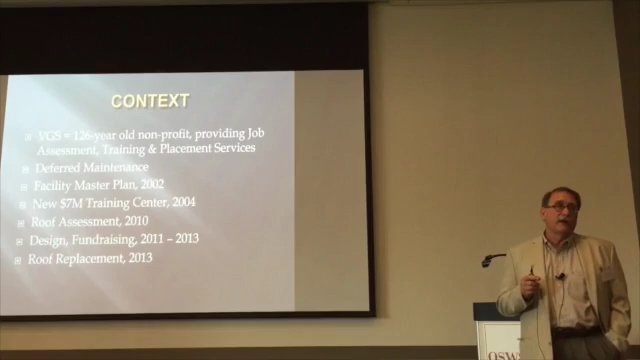 CONTEXT
VGS = 126-year old non-profit, providing Job
Assessment, Training & Placement Services
Deferred Maintenance
Facility Master Plan, 2002
New $7M Training Center, 2004
Roof Assessment, 2010
Design, Fundraising, 2011 – 2013
Roof Replacement, 2013